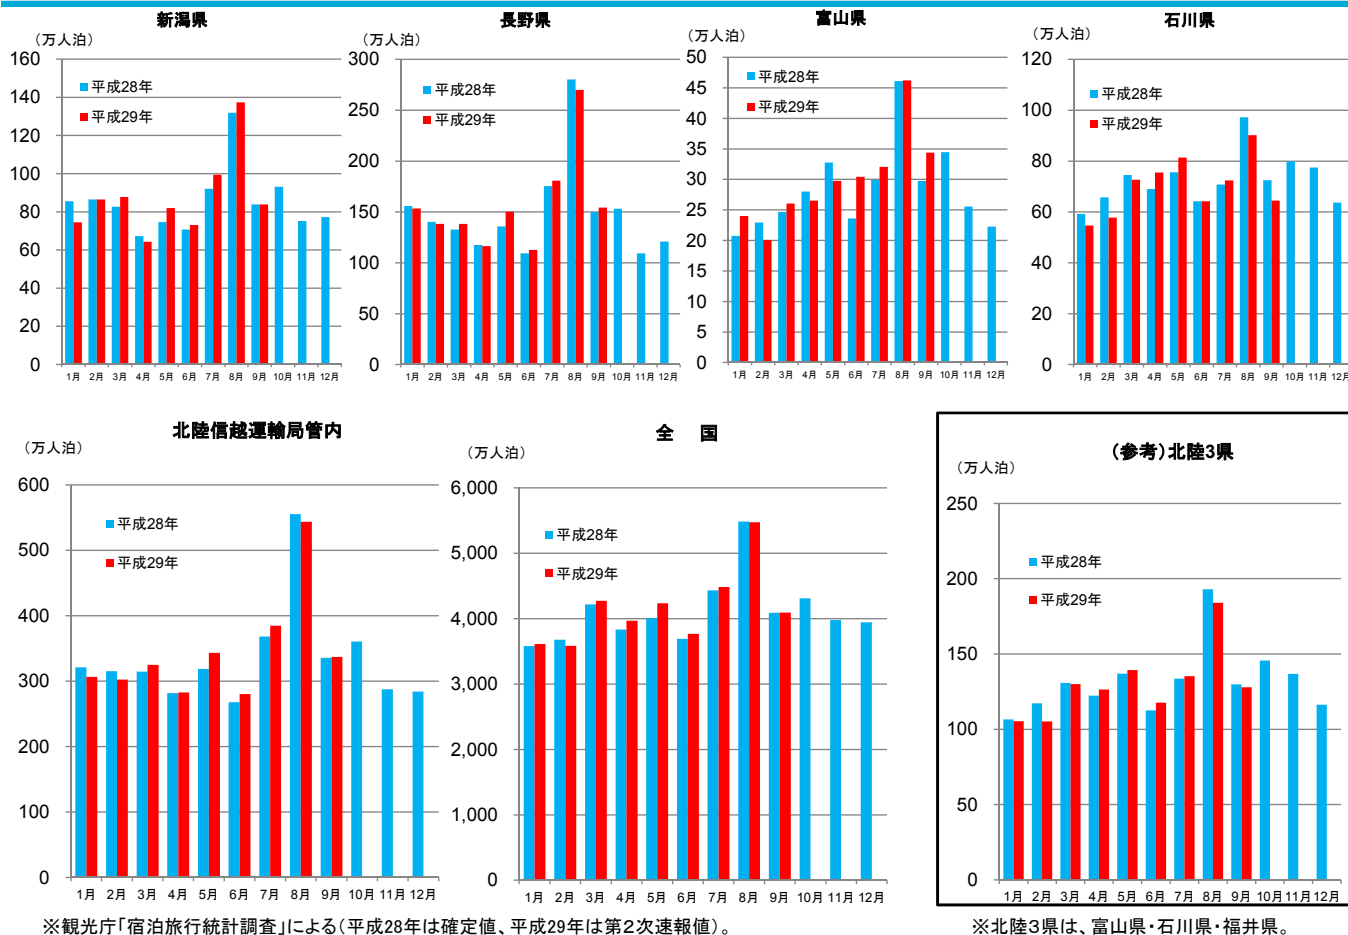 新潟県
（万人泊）
160
140
120
100
80
60
40
20
0
平成28年
平成29年
1月 2月 3月 4月 5月 6月 7月 8月 9月 10月 11月 12月
長野県
（万人泊）
300
250
200
150
100
50
0
平成28年
平成29年
1月 2月 3月 4月 5月 6月 7月 8月 9月 10月 11月 12月
富山県
（万人泊）
50
45
40
35
30
25
20
15
10
5
0
平成28年
平成29年
1月 2月 3月 4月 5月 6月 7月 8月 9月 10月 11月 12月
石川県
（万人泊）
120
100
80
60
40
20
0
平成28年
平成29年
1月 2月 3月 4月 5月 6月 7月 8月 9月 10月 11月 12月
北陸信越運輸局管内
（万人泊）
600
500
400
300
200
100
0
平成28年
平成29年
1月 2月 3月 4月 5月 6月 7月 8月 9月 10月 11月 12月
全　国
（万人泊）
6,000
5,000
4,000
3,000
2,000
1,000
0
平成28年
平成29年
1月 2月 3月 4月 5月 6月 7月 8月 9月 10月 11月 12月
（参考）北陸3県
（万人泊）
250
200
150
100
50
0
平成28年
平成29年
1月 2月 3月 4月 5月 6月 7月 8月 9月 10月 11月 12月
※観光庁「宿泊旅行統計調査」による（平成28年は確定値、平成29年は第２次速報値）。
※北陸３県は、富山県・石川県・福井県。